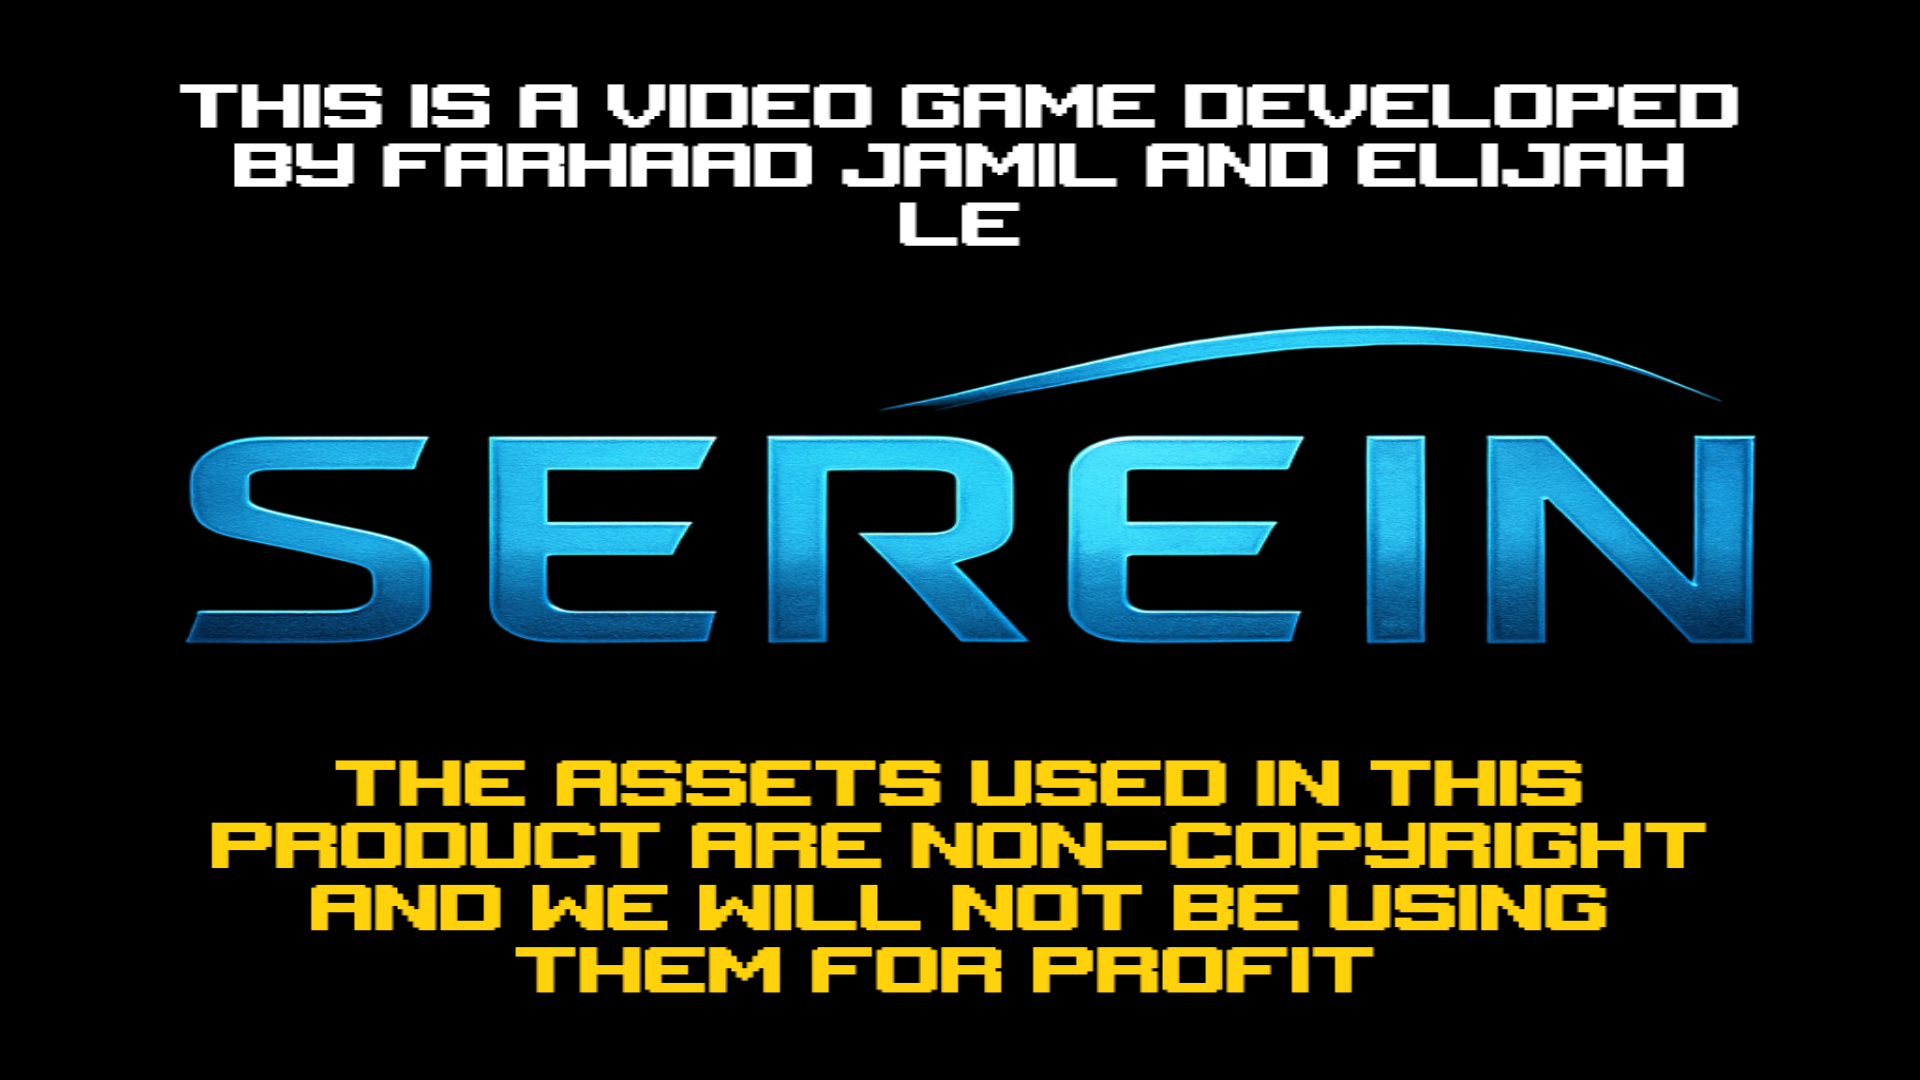 THIS IS A VIDEO GAME DEVELOPED
BY FARHAAD JAMIL AND ELIJAH
LE
SEREIN
THE ASSETS USED IN THIS
PRODUCT ARE NON-COPYRIGHT
AND WE WILL NOT BE USING
THEM FOR PROFIT